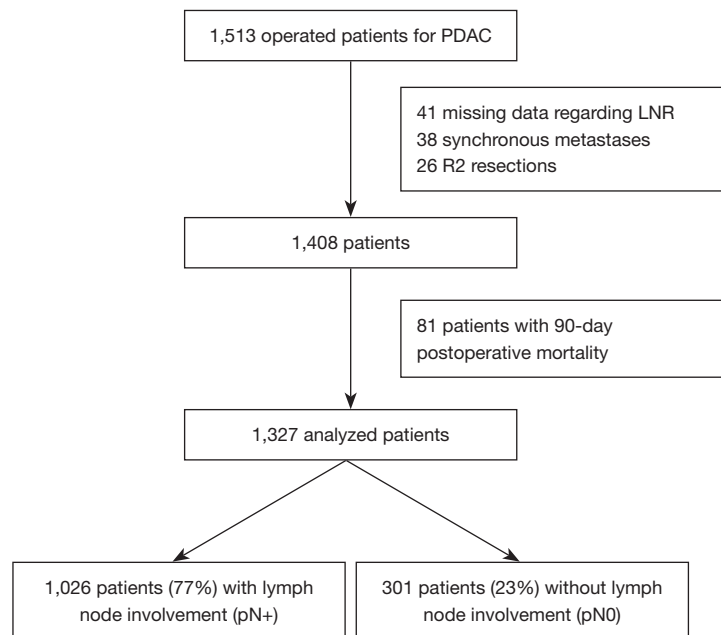 1,513 operated patients for PDAC
41 missing data regarding LNR
38 synchronous metastases
26 R2 resections
1,408 patients
81 patients with 90-day
postoperative mortality
1,327 analyzed patients
1,026 patients (77%) with lymph
node involvement (pN+)
301 patients (23%) without lymph
node involvement (pN0)